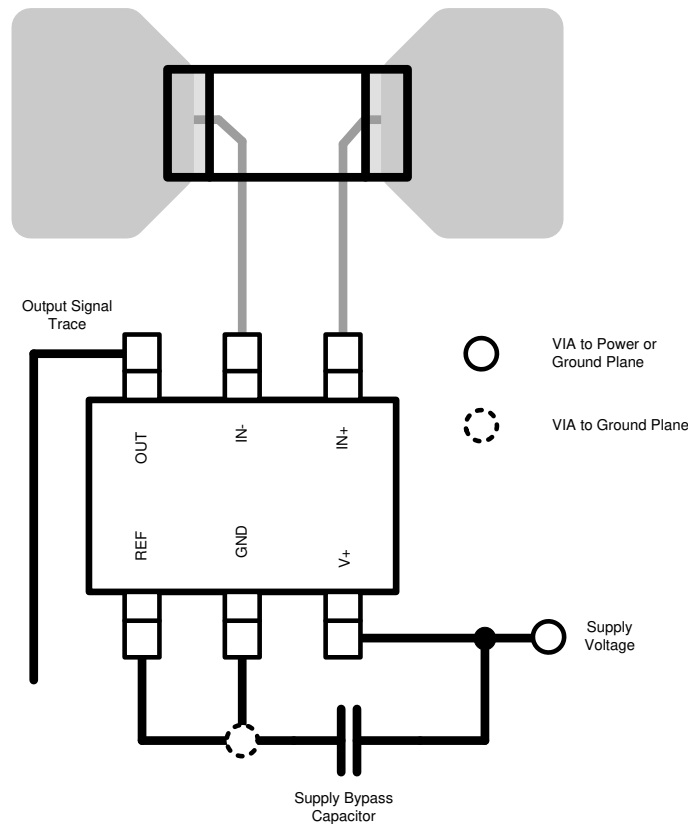 Output Signal
Trace
VIA to Power or
Ground Plane
VIA to Ground Plane
OUT
IN-
IN+
REF
GND
V+
Supply
Voltage
Supply Bypass
Capacitor